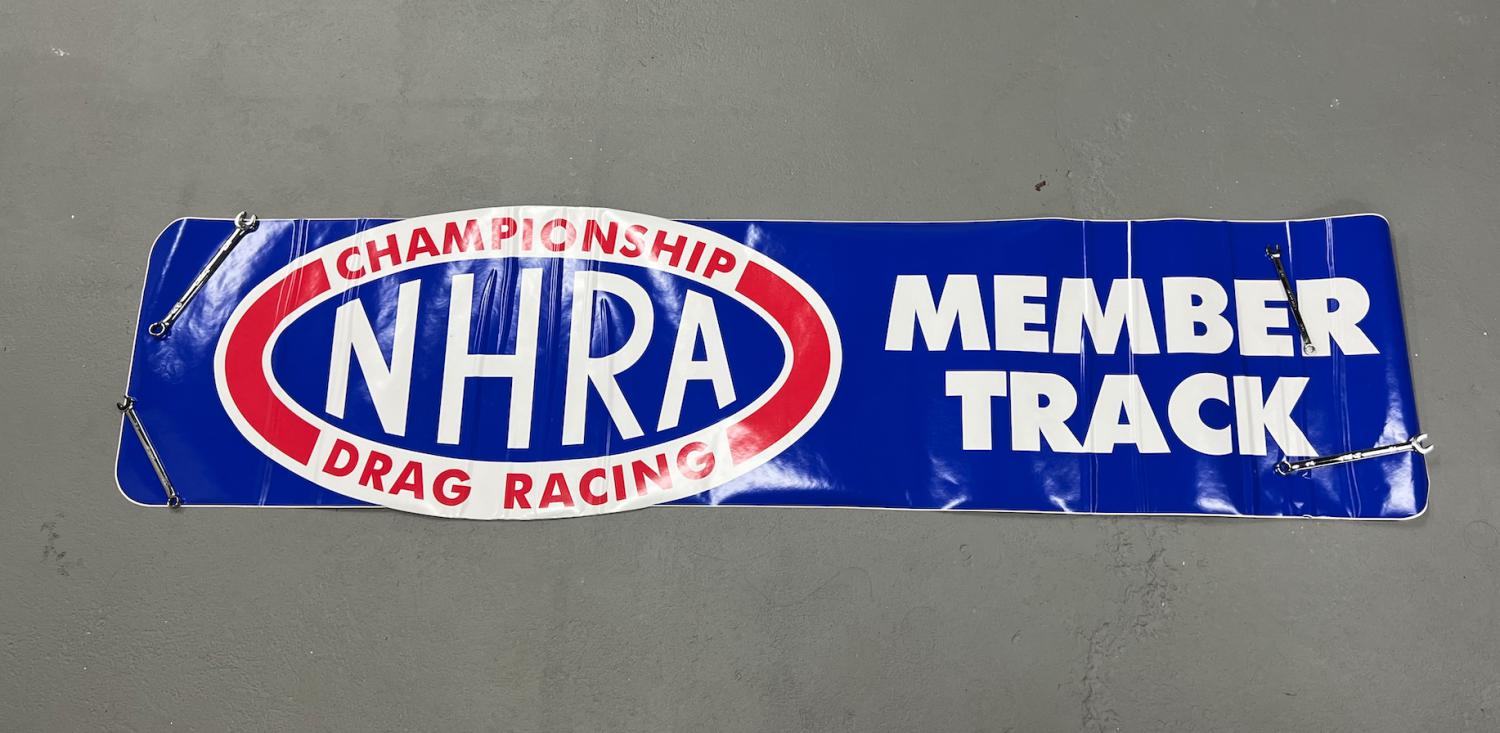 CHAMPIONSHIP
NHRA
DRAG RACING
MEMBER
TRACK